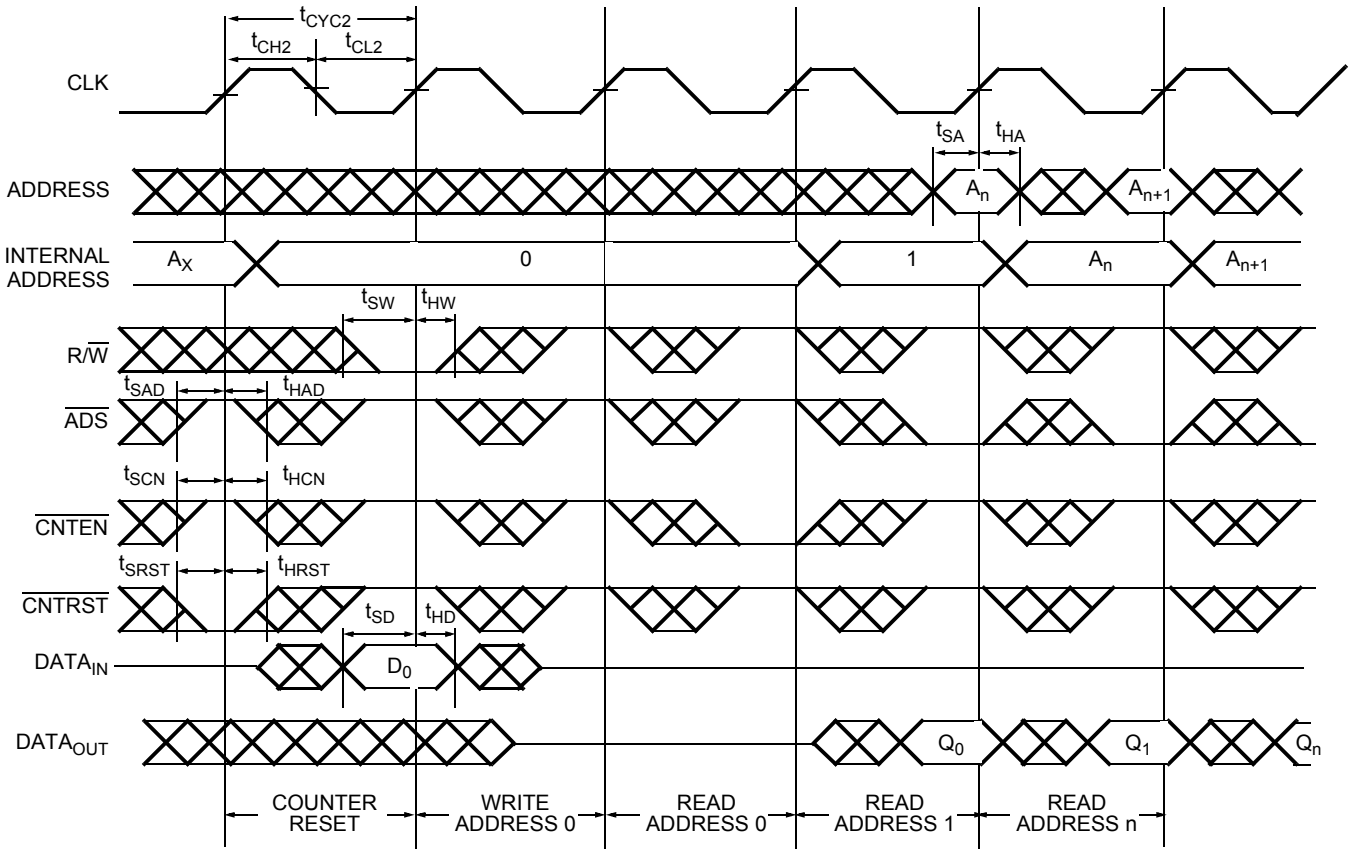 tCYC2
tCH2
tCL2
CLK
tSA
tHA
ADDRESS
An
An+1
INTERNAL
ADDRESS
AX
0
1
An
An+1
tSW
tHW
R/W
tSAD
tHAD
ADS
tSCN
tHCN
CNTEN
tSRST
tHRST
CNTRST
tSD
tHD
DATAIN
D0
DATAOUT
Q0
Q1
Qn
COUNTER
RESET
WRITE
ADDRESS 0
READ
ADDRESS 0
READ
ADDRESS 1
READ
ADDRESS n